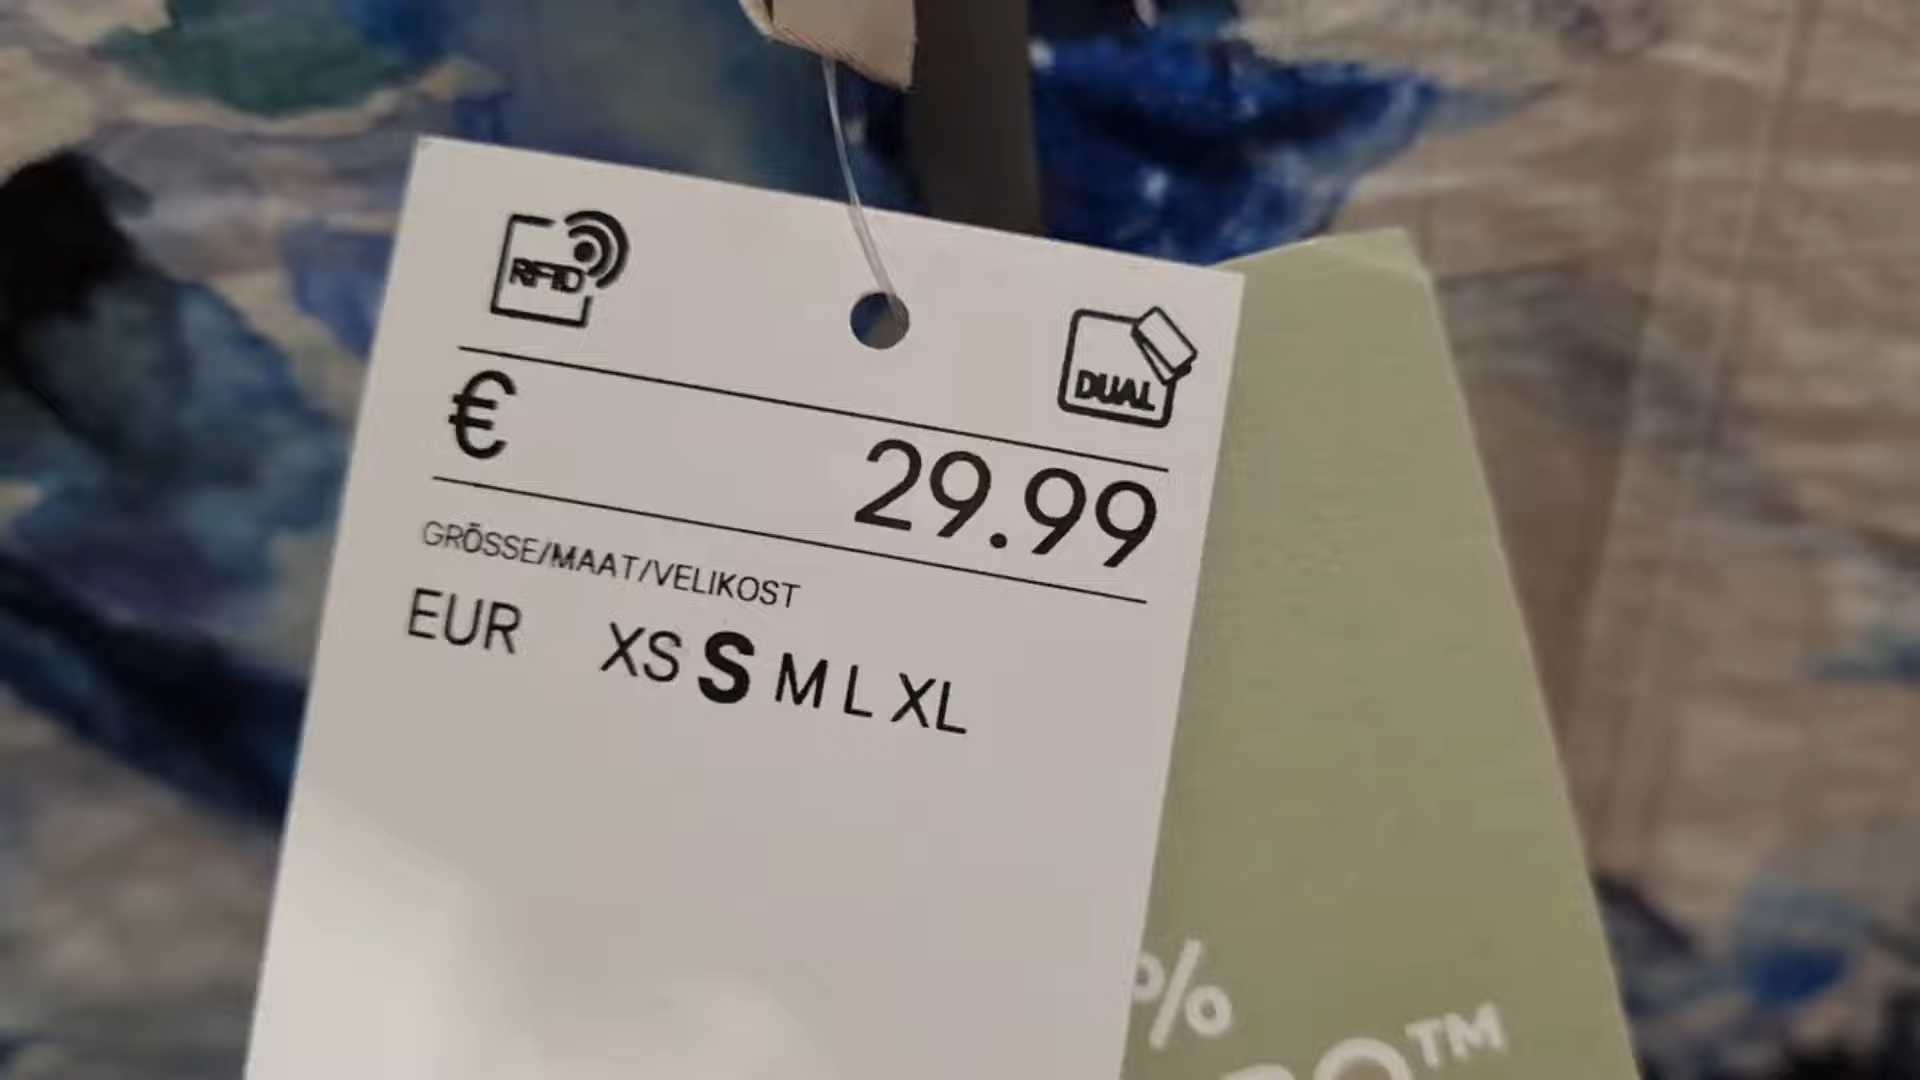 RFID
DUAL
€ 29.99
GRÖSSE/MAAT/VELIKOST
EUR XS S M L XL
%
TM